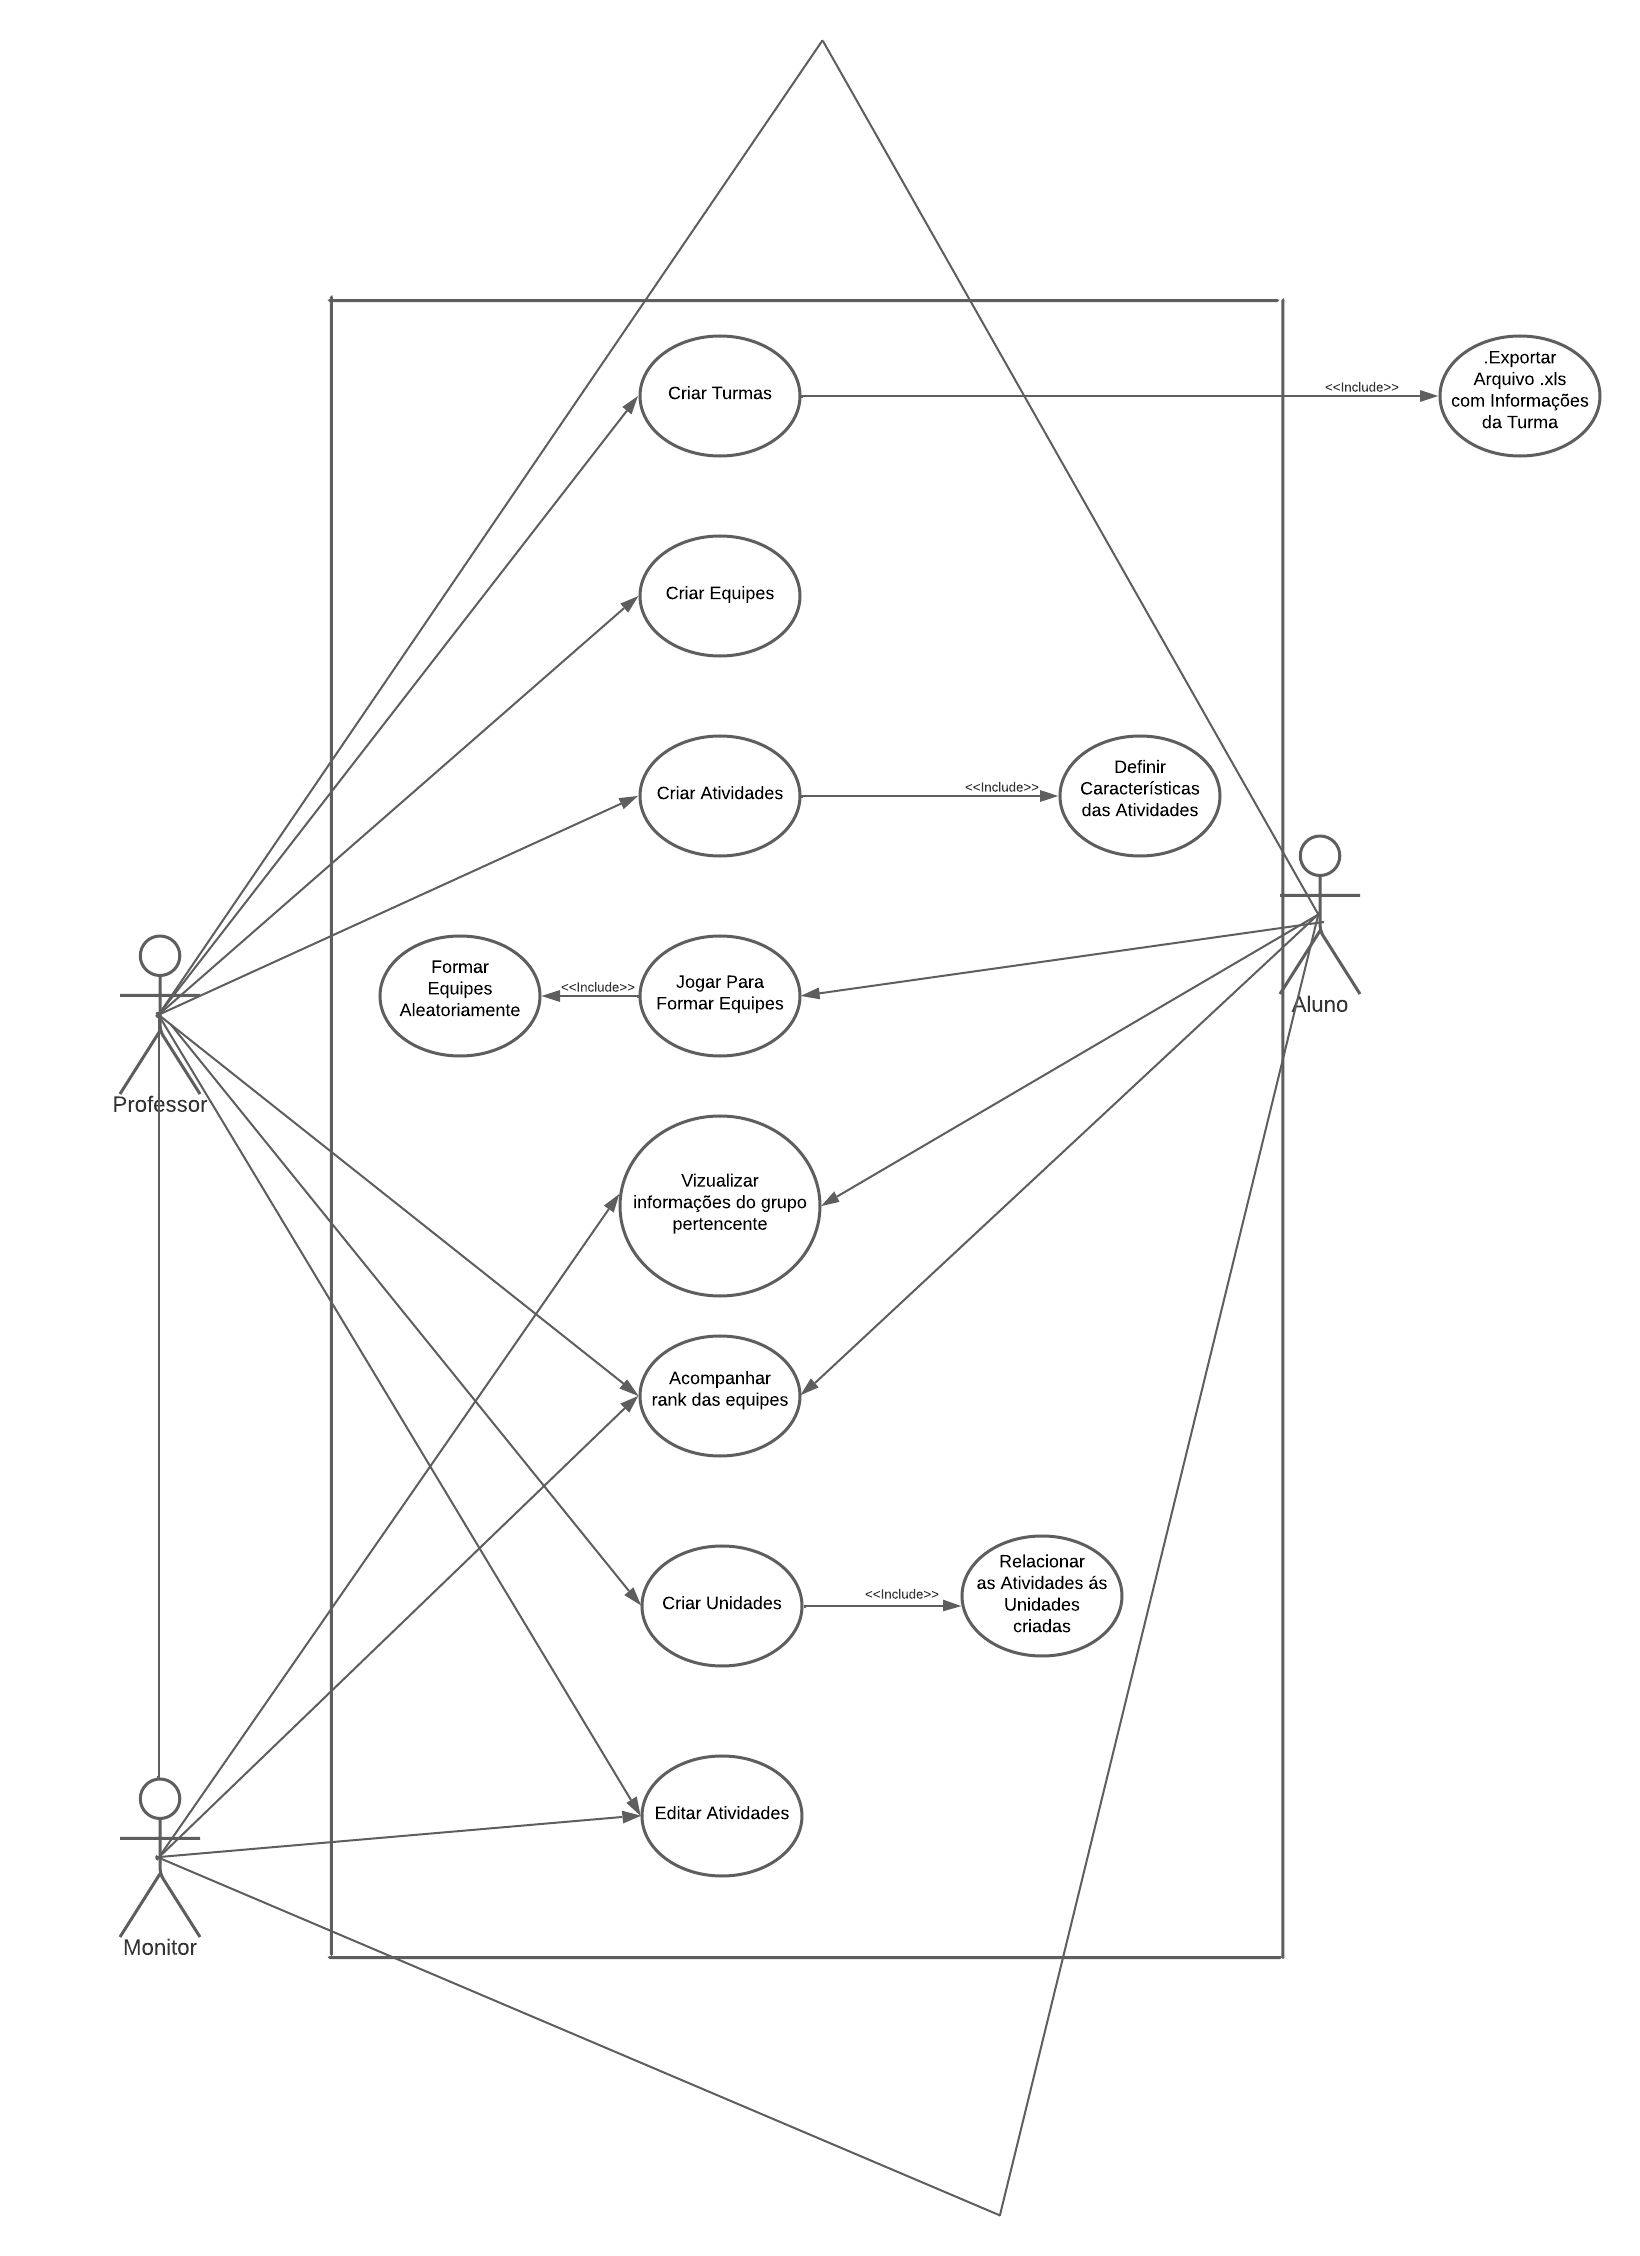 Criar Turmas
<<Include>>
.Exportar
Arquivo .xls
com Informações
da Turma
Criar Equipes
Criar Atividades
<<Include>>
Definir
Características
das Atividades
Formar
Equipes
Aleatoriamente
<<Include>>
Jogar Para
Formar Equipes
Aluno
Professor
Vizualizar
informações do grupo
pertencente
Acompanhar
rank das equipes
Criar Unidades
<<Include>>
Relacionar
as Atividades ás
Unidades
criadas
Editar Atividades
Monitor